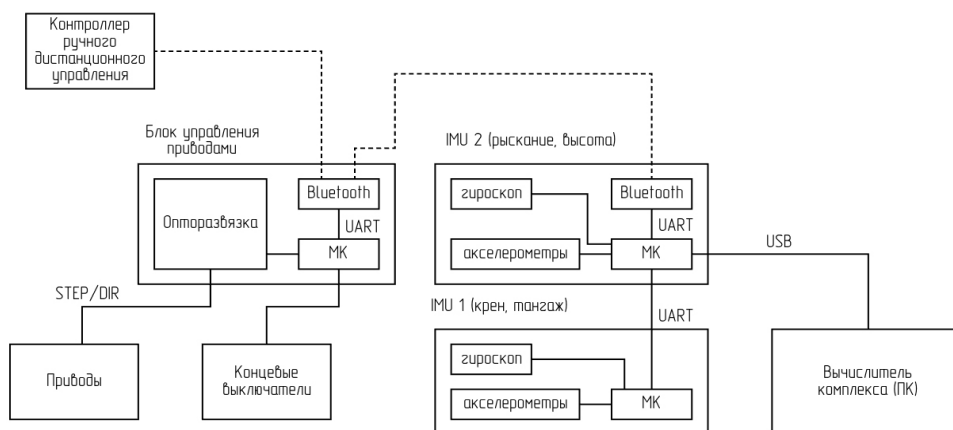 Контроллер
ручного
дистанционного
управления
Блок управления
приводами
IMU 2 (рыскание, высота)
Bluetooth
гироскоп
Bluetooth
Опторазвязка
UART
UART
USB
МК
акселерометры
МК
STEP/DIR
IMU 1 (крен, тангаж)
UART
Приводы
Концевые
выключатели
гироскоп
акселерометры
МК
Вычислитель
комплекса (ПК)